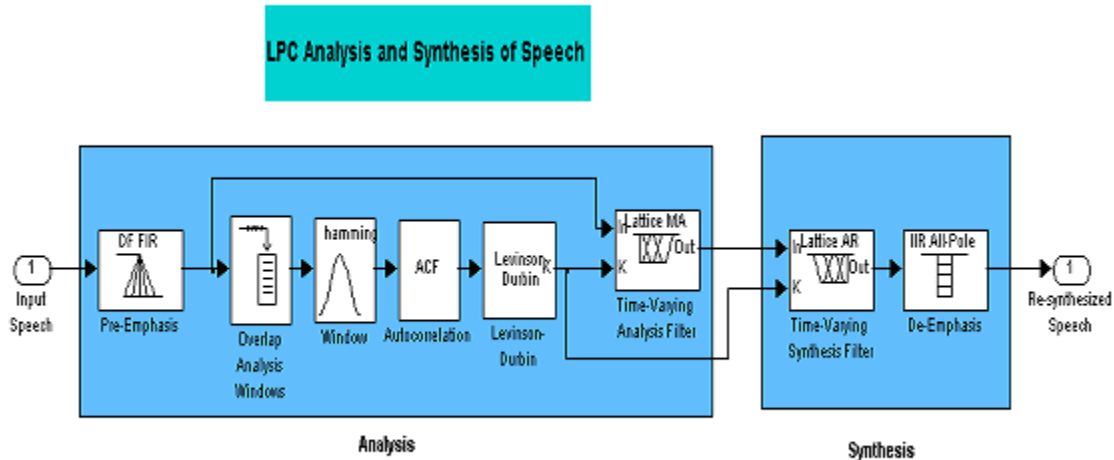 LPC Analysis and Synthesis of Speech
1
Input
Speech
DF FIR
Pre-Emphasis
Overlap
Analysis
Windows
hamming
Window
ACF
Autocorrelation
Levinson
Durbin
K
Levinson-
Durbin
Lattice MA
In
Out
K
Time-Varying
Analysis Filter
Analysis
Lattice AR
In
Out
K
Time-Varying
Synthesis Filter
IIR All-Pole
De-Emphasis
Synthesis
1
Re-synthesized
Speech